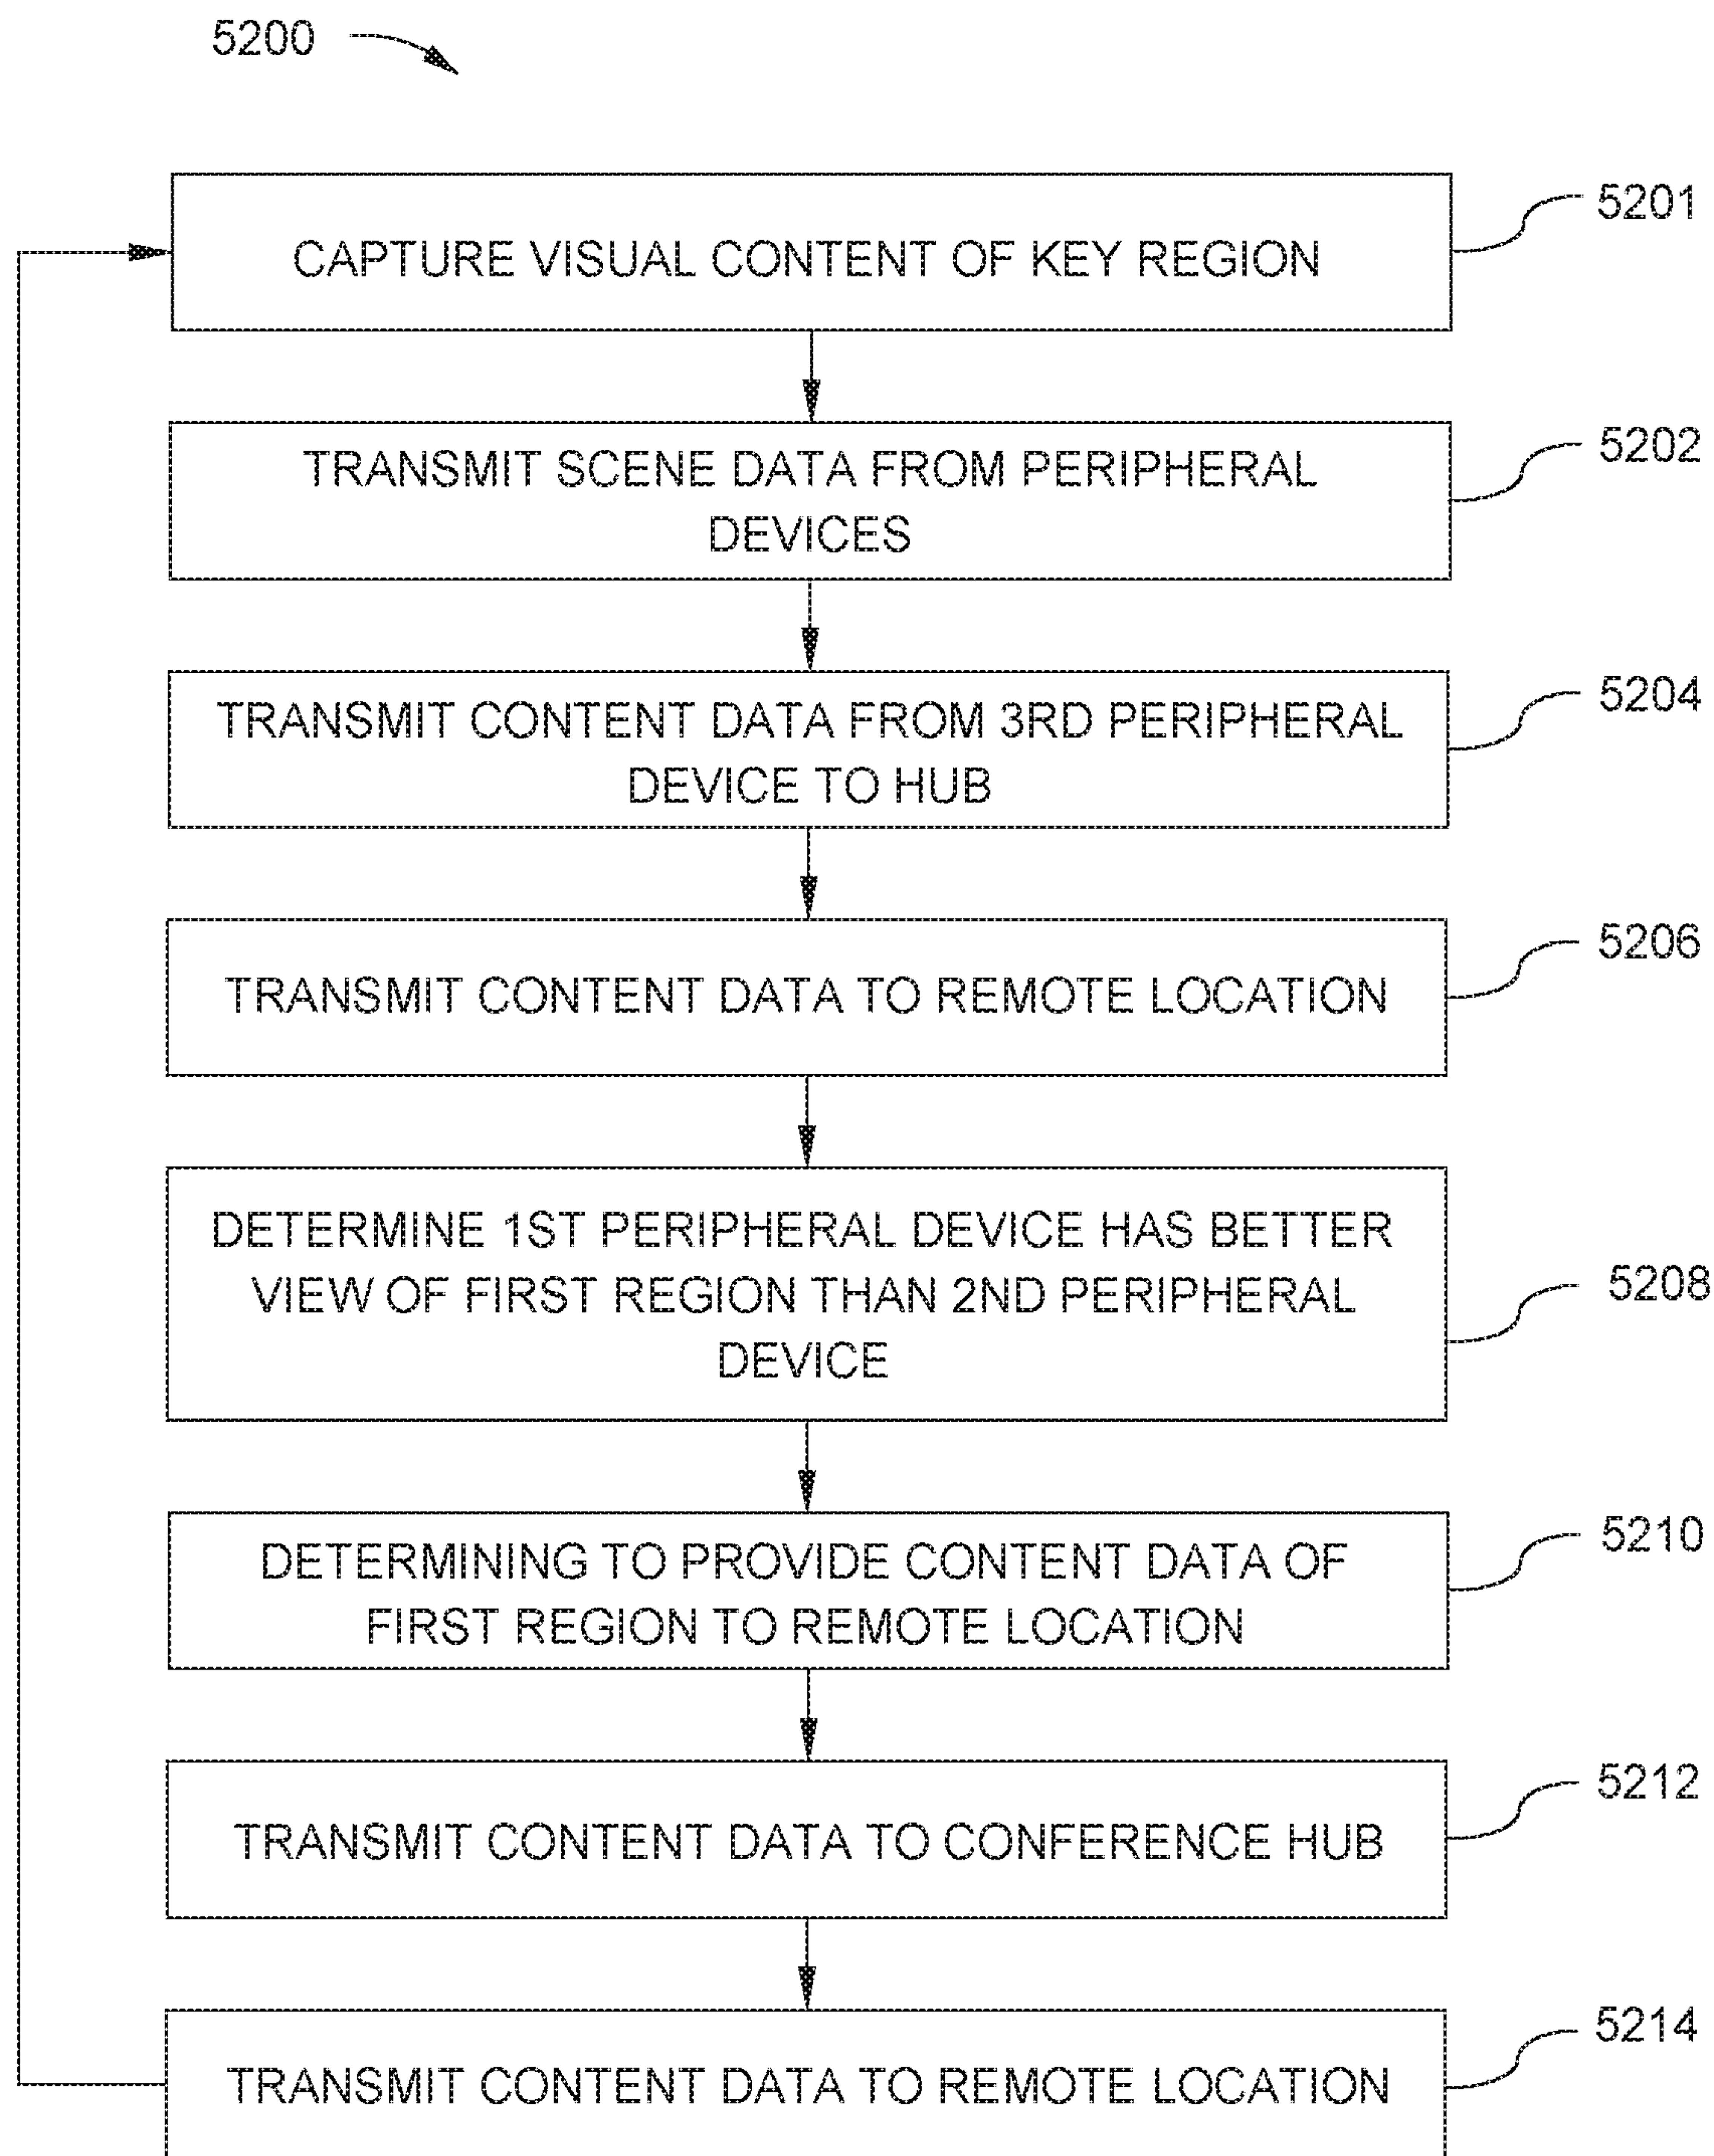 5200
CAPTURE VISUAL CONTENT OF KEY REGION
5201
TRANSMIT SCENE DATA FROM PERIPHERAL
DEVICES
5202
TRANSMIT CONTENT DATA FROM 3RD PERIPHERAL
DEVICE TO HUB
5204
TRANSMIT CONTENT DATA TO REMOTE LOCATION
5206
DETERMINE 1ST PERIPHERAL DEVICE HAS BETTER
VIEW OF FIRST REGION THAN 2ND PERIPHERAL
DEVICE
5208
DETERMINING TO PROVIDE CONTENT DATA OF
FIRST REGION TO REMOTE LOCATION
5210
TRANSMIT CONTENT DATA TO CONFERENCE HUB
5212
TRANSMIT CONTENT DATA TO REMOTE LOCATION
5214